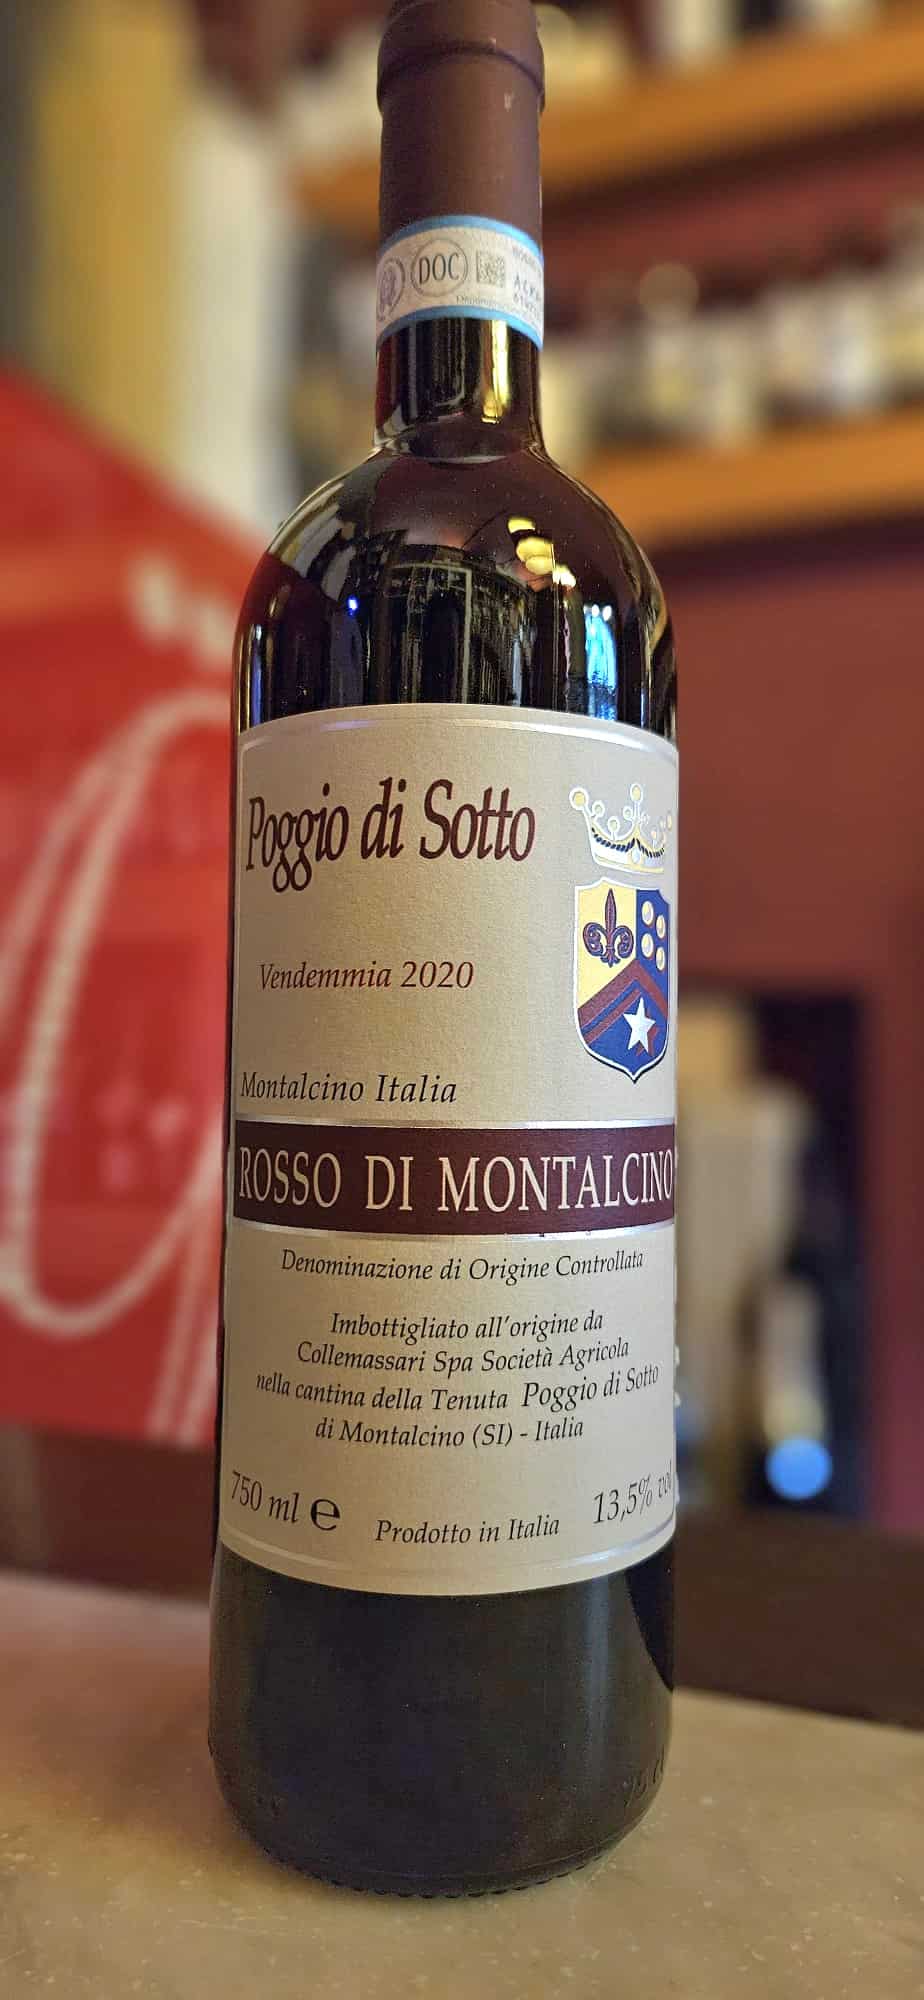 DOC
Poggio di Sotto
Vendemmia 2020
Montalcino Italia
ROSSO DI MONTALCINO
Denominazione di Origine Controllata
Imbottigliato all'origine da
Collemassari Spa Società Agricola
nella cantina della Tenuta Poggio di Sotto
di Montalcino (SI) - Italia
750 ml ℮
Prodotto in Italia
13,5% vol